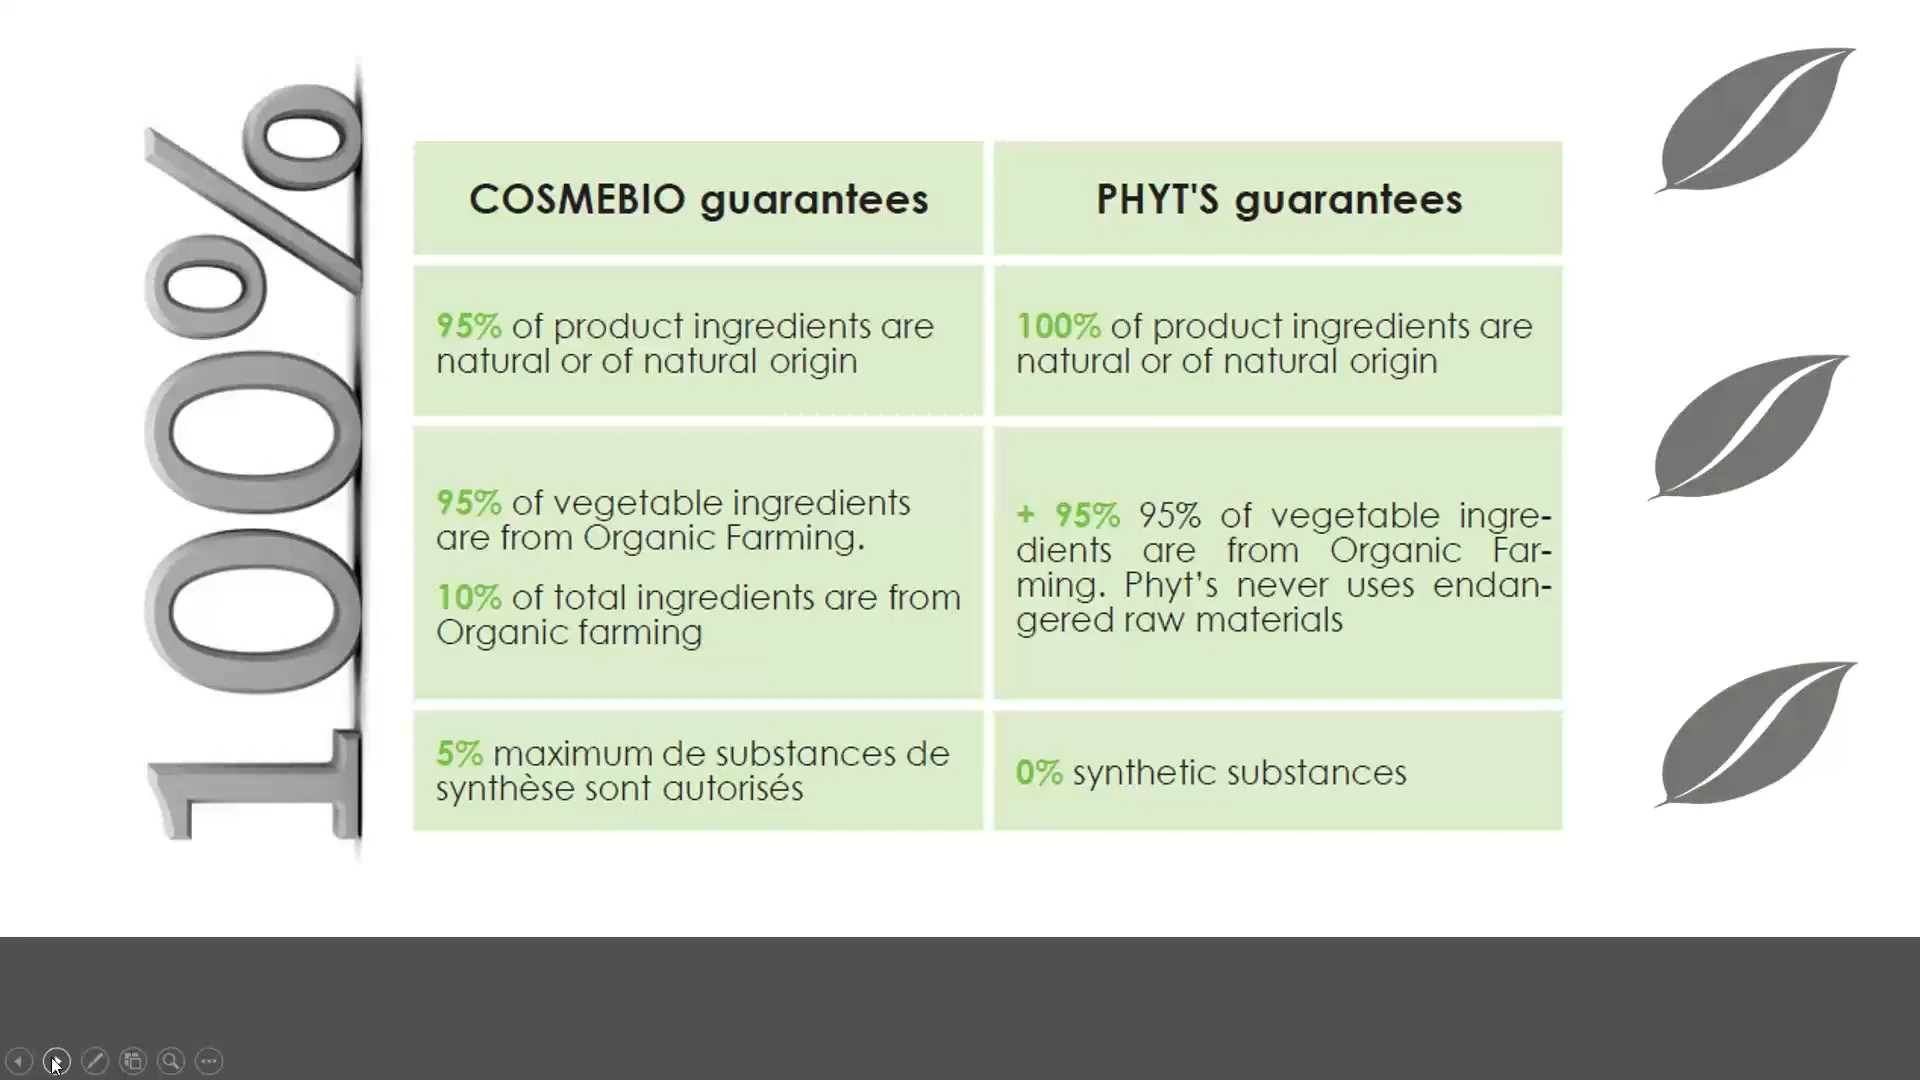 100%
COSMEBIO guarantees
PHYT'S guarantees
95% of product ingredients are
natural or of natural origin
100% of product ingredients are
natural or of natural origin
95% of vegetable ingredients
are from Organic Farming.
10% of total ingredients are from
Organic farming
+ 95% 95% of vegetable ingre-
dients are from Organic Far-
ming. Phyt's never uses endan-
gered raw materials
5% maximum de substances de
synthèse sont autorisés
0% synthetic substances